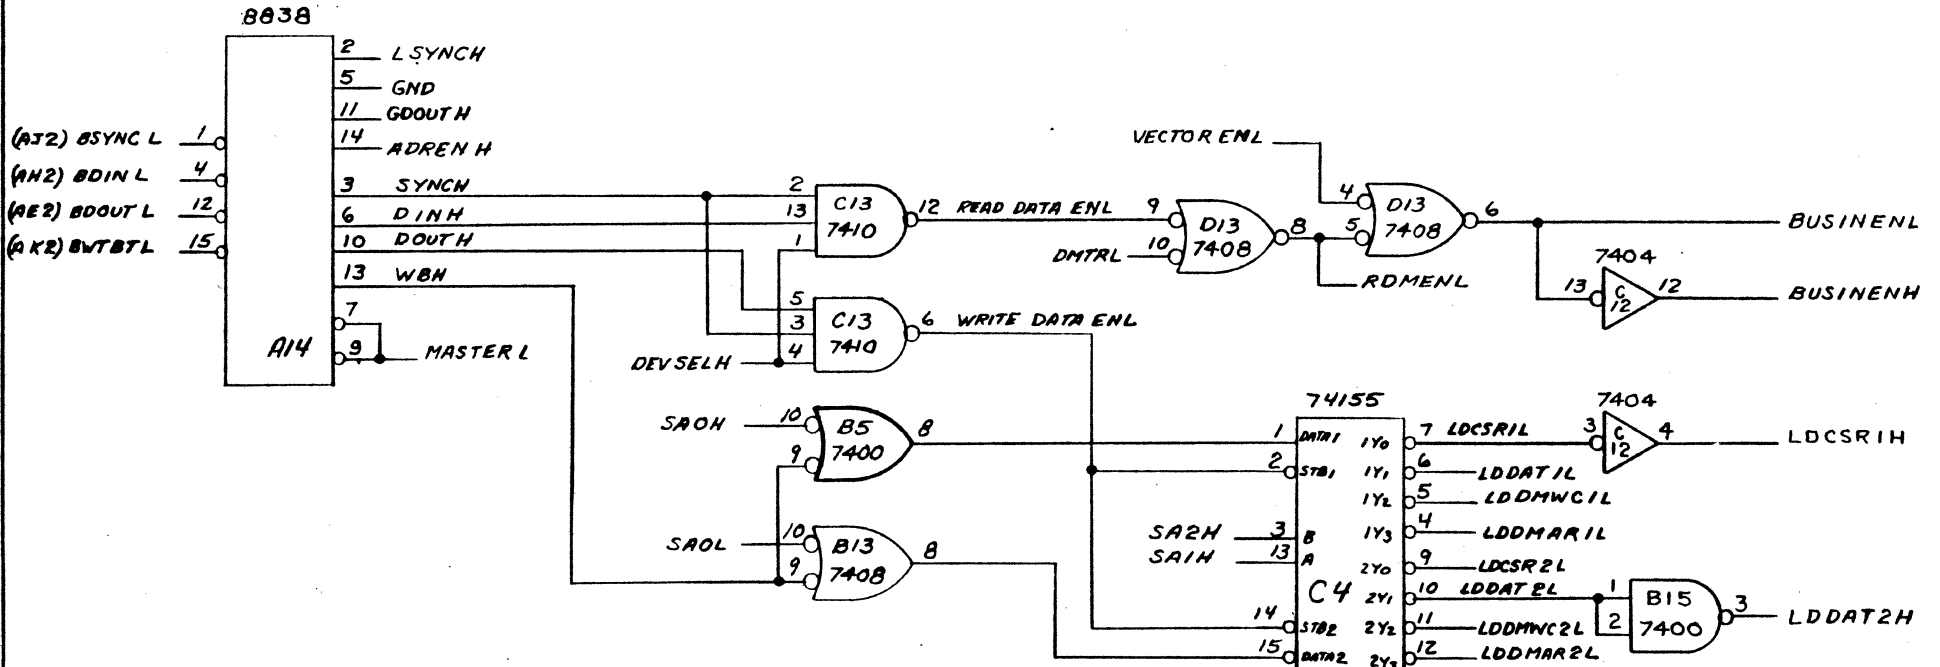 8838
2 LSYNCH
5 GND
11 GDOUTH
14 ADRENH
(AJ2) BSYNC L 1
(AH2) BDIN L 4
(AE2) BDOUT L 12
(AK2) BWTBT L 15
3 SYNCH
6 DINH
10 DOUTH
13 WBH
7
9 MASTER L
A14
2
13
1
C13
7410
12 READ DATA ENL
5
3
4
C13
7410
6 WRITE DATA ENL
DEVSELH
VECTOR ENL
9
DMTRL 10
D13
7408
8
RDMENL
4
5
D13
7408
6
BUSINENL
7404
13 C 12 12
BUSINENH
SAOH 10
9
B5
7400
8
SAOL 10
9
B13
7408
8
74155
1 DATA1
2 STB1
SA2H 3 B
SA1H 13 A
C4
14 STB2
15 DATA2
1Y0 7 LDCSR1L
1Y1 6 LDDAT1L
1Y2 5 LDDMWC1L
1Y3 4 LDDMAR1L
2Y0 9 LDCSR2L
2Y1 10 LDDAT2L
2Y2 11 LDDMWC2L
2Y3 12 LDDMAR2L
7404
3 C 12 4
LDCSR1H
1
2
B15
7400
3
LDDAT2H